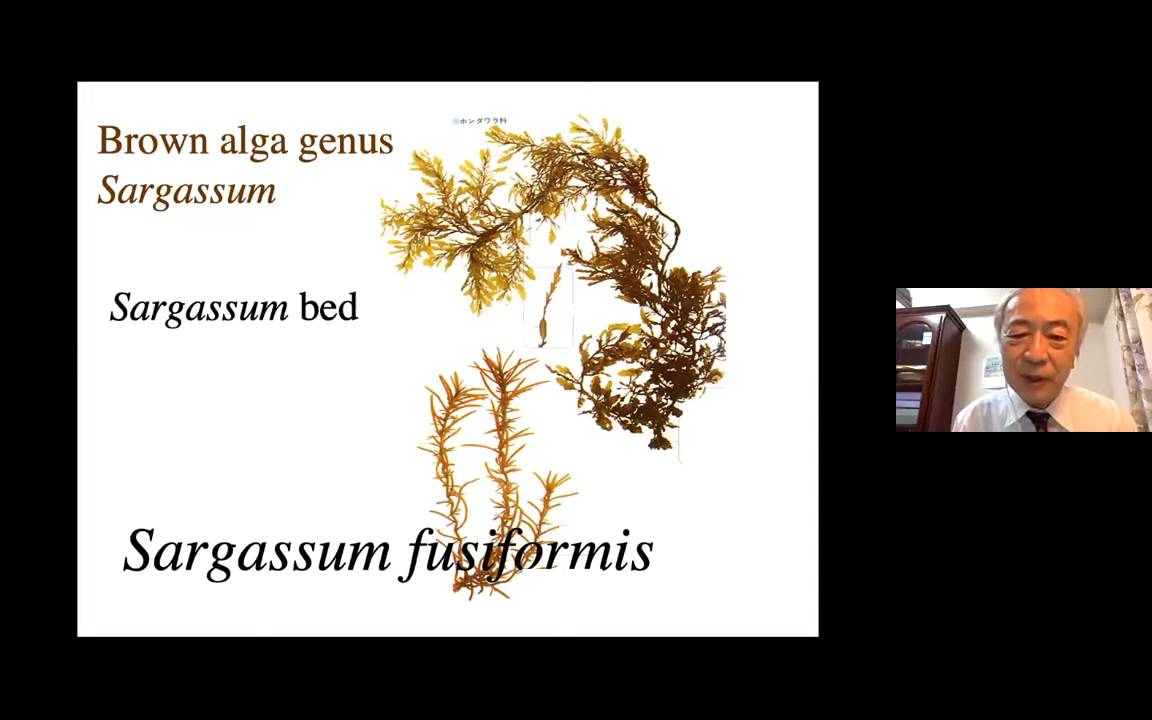 ホンダワラ科
Brown alga genus
Sargassum
Sargassum bed
Sargassum fusiformis